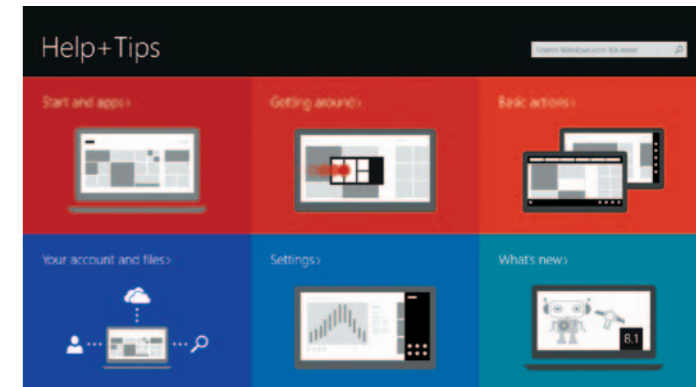 Help+Tips
Search Windows.com for more
Start and apps›
Getting around›
Basic actions›
Your account and files›
Settings›
What's new›
8.1